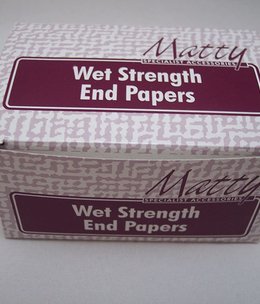 Matty
SPECIALIST ACCESSORIES
Wet Strength
End Papers
Matty
SPECIALIST ACCESSORIES
Wet Strength
End Papers